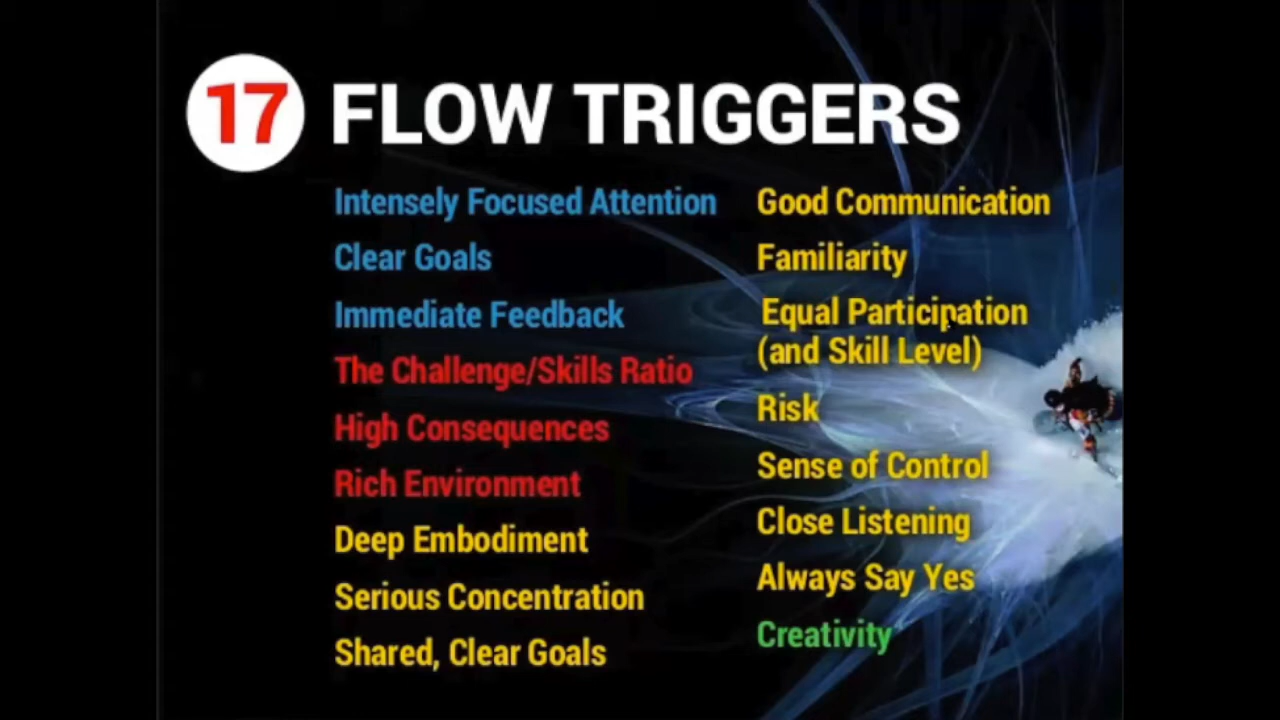 17 FLOW TRIGGERS
Intensely Focused Attention
Clear Goals
Immediate Feedback
The Challenge/Skills Ratio
High Consequences
Rich Environment
Deep Embodiment
Serious Concentration
Shared, Clear Goals
Good Communication
Familiarity
Equal Participation
(and Skill Level)
Risk
Sense of Control
Close Listening
Always Say Yes
Creativity